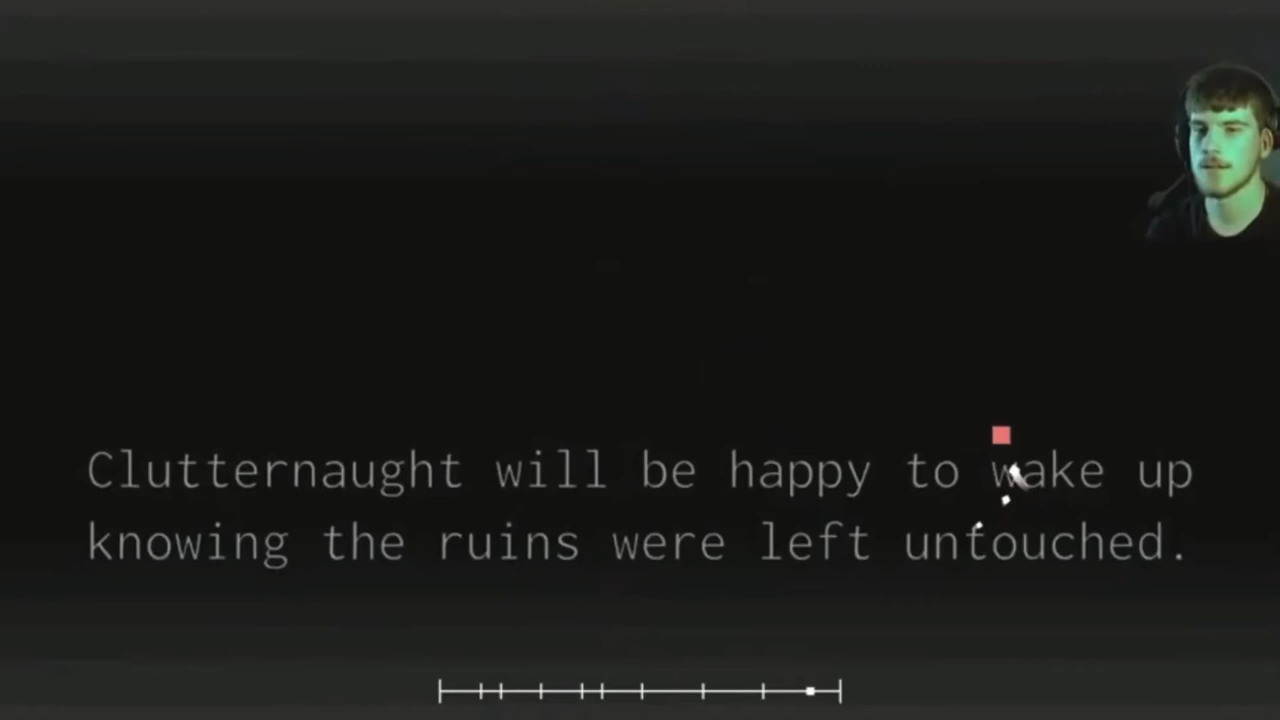 Clutternaught will be happy to wake up
knowing the ruins were left untouched.